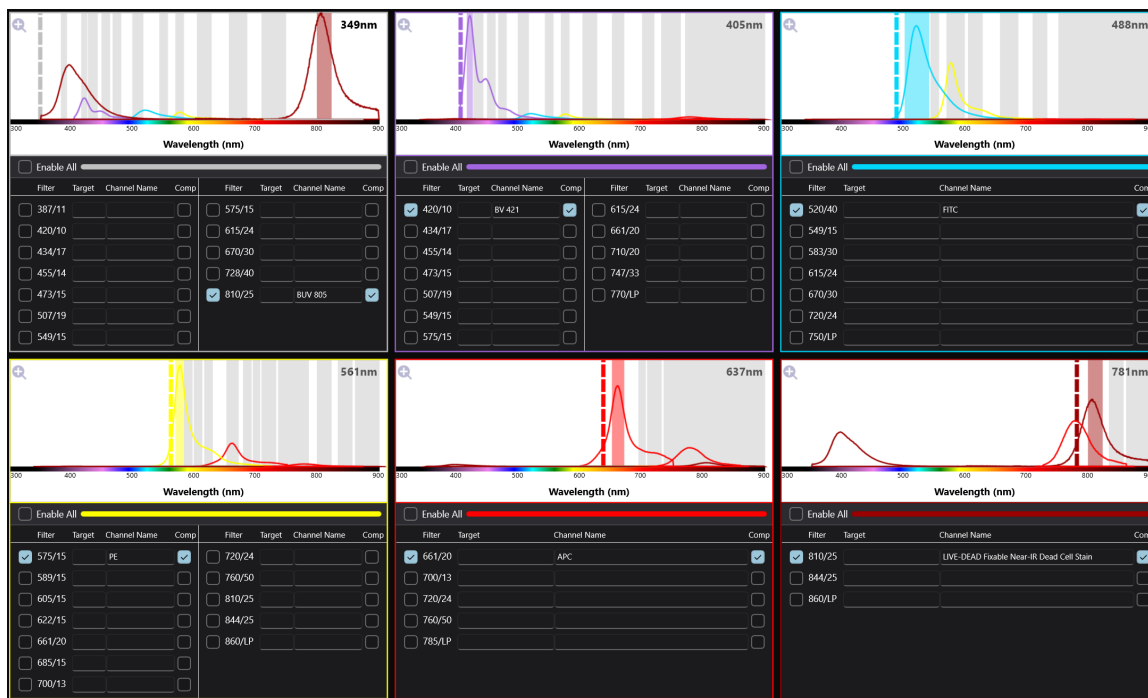 349nm
300 400 500 600 700 800 900
Wavelength (nm)
Enable All
Filter Target Channel Name Comp Filter Target Channel Name Comp
387/11 575/15
420/10 615/24
434/17 670/30
455/14 728/40
473/15 810/25 BUV 805
507/19
549/15
405nm
300 400 500 600 700 800 900
Wavelength (nm)
Enable All
Filter Target Channel Name Comp Filter Target Channel Name Comp
420/10 BV 421 615/24
434/17 661/20
455/14 710/20
473/15 747/33
507/19 770/LP
549/15
575/15
488nm
300 400 500 600 700 800 900
Wavelength (nm)
Enable All
Filter Target Channel Name Comp
520/40 FITC
549/15
583/30
615/24
670/30
720/24
750/LP
561nm
300 400 500 600 700 800 900
Wavelength (nm)
Enable All
Filter Target Channel Name Comp Filter Target Channel Name Comp
575/15 PE 720/24
589/15 760/50
605/15 810/25
622/15 844/25
661/20 860/LP
685/15
700/13
637nm
300 400 500 600 700 800 900
Wavelength (nm)
Enable All
Filter Target Channel Name Comp
661/20 APC
700/13
720/24
760/50
785/LP
781nm
300 400 500 600 700 800 900
Wavelength (nm)
Enable All
Filter Target Channel Name Comp
810/25 LIVE-DEAD Fixable Near-IR Dead Cell Stain
844/25
860/LP